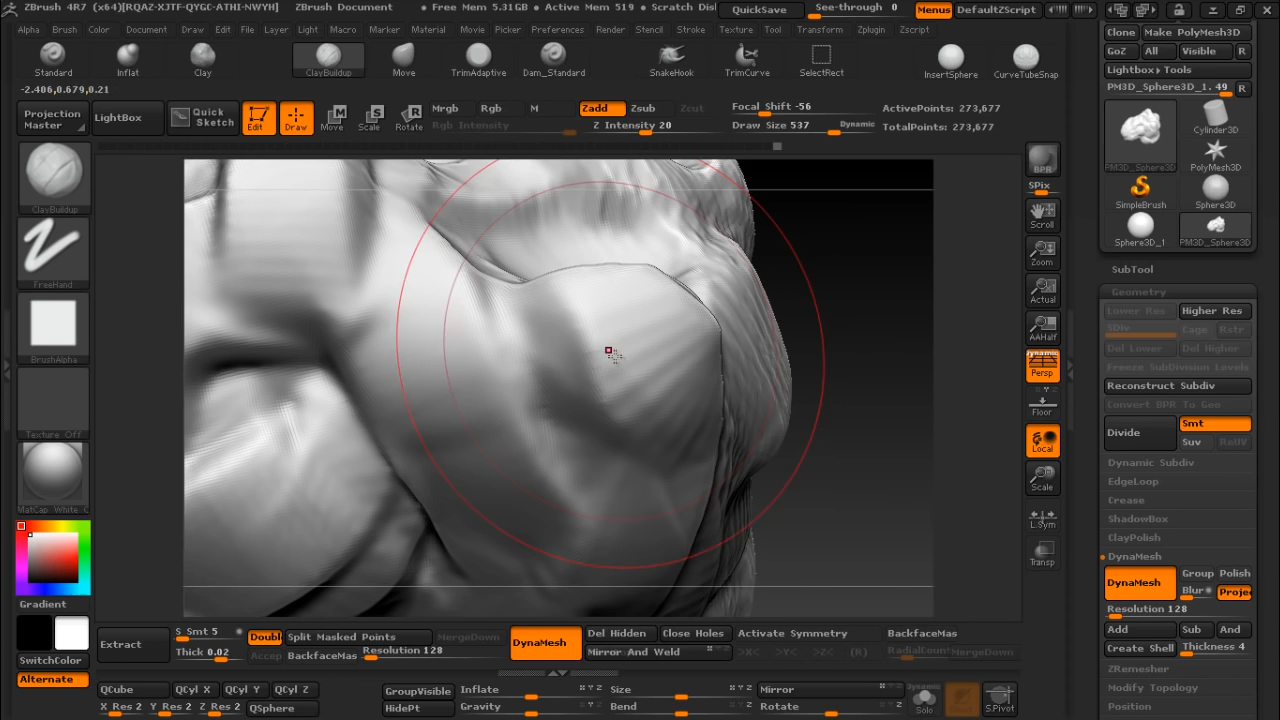 ZBrush 4R7 (x64)[RQAZ-XJTF-QYGC-ATHI-NWYH] ZBrush Document • Free Mem 5.31GB • Active Mem 519 • Scratch Dis QuickSave See-through 0 Menus DefaultZScript
Alpha Brush Color Document Draw Edit File Layer Light Macro Marker Material Movie Picker Preferences Render Stencil Stroke Texture Tool Transform Zplugin Zscript
Standard Inflat Clay ClayBuildup Move TrimAdaptive Dam_Standard SnakeHook TrimCurve SelectRect InsertSphere CurveTubeSnap
-2.406,0.679,0.21
Projection Master
LightBox
Quick Sketch
Edit Draw Move Scale Rotate
Mrgb Rgb M Zadd Zsub Zcut
Rgb Intensity Z Intensity 20
Focal Shift -56
Draw Size 537 Dynamic
ActivePoints: 273,677
TotalPoints: 273,677
ClayBuildup
FreeHand
BrushAlpha
Texture Off
MatCap White C
Gradient
SwitchColor
Alternate
BPR
SPix
Scroll
Zoom
Actual
AAHalf
Dynamic
Persp
Floor
Local
Scale
L.Sym
Transp
Clone Make PolyMesh3D
GoZ All Visible R
Lightbox▸Tools
PM3D_Sphere3D_1. 49 R
PM3D_Sphere3D Cylinder3D
PolyMesh3D
SimpleBrush Sphere3D
Sphere3D_1 PM3D_Sphere3D
SubTool
Geometry
Lower Res Higher Res
SDiv Cage Rstr
Del Lower Del Higher
Freeze SubDivision Levels
Reconstruct Subdiv
Convert BPR To Geo
Divide Smt
Suv ReUV
Dynamic Subdiv
EdgeLoop
Crease
ShadowBox
ClayPolish
DynaMesh
DynaMesh Group Polish
Blur Projec
Resolution 128
Add Sub And
Create Shell Thickness 4
ZRemesher
Modify Topology
Position
Extract
S Smt 5 Doubl
Thick 0.02 Accep
Split Masked Points MergeDown
BackfaceMas Resolution 128
DynaMesh
Del Hidden Close Holes
Mirror And Weld
Activate Symmetry
>X< >Y< >Z< (R)
BackfaceMas
RadialCount MergeDown
QCube QCyl X QCyl Y QCyl Z
X Res 2 Y Res 2 Z Res 2 QSphere
GroupVisible
HidePt
Inflate
Gravity
Size
Bend
Mirror
Rotate
Dynamic
Solo
S.Pivot